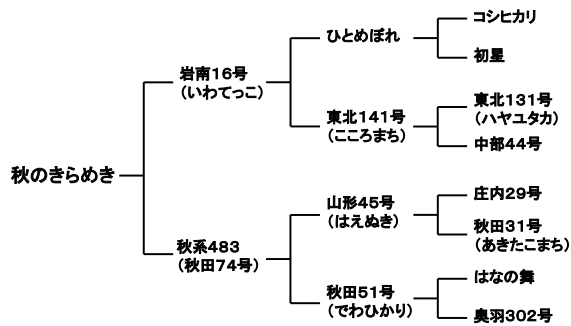 コシヒカリ
ひとめぼれ
初星
岩南16号
(いわてっこ)
東北131号
(ハヤユタカ)
東北141号
(こころまち)
中部44号
秋のきらめき
庄内29号
山形45号
(はえぬき)
秋田31号
(あきたこまち)
秋系483
(秋田74号)
はなの舞
秋田51号
(でわひかり)
奥羽302号